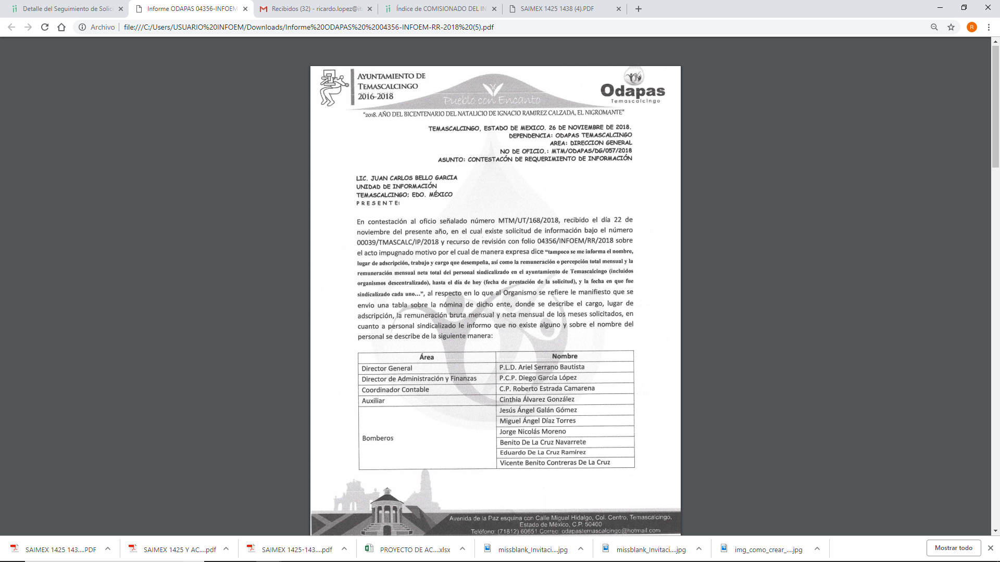 Detalle del Seguimiento de Solici
Informe ODAPAS 04356-INFOEM
Recibidos (32) - ricardo.lopez@it
Índice de COMISIONADO DEL IN
SAIMEX 1425 1438 (4).PDF
Archivo
file:///C:/Users/USUARIO%20INFOEM/Downloads/Informe%20ODAPAS%20%2004356-INFOEM-RR-2018%20(5).pdf
R
AYUNTAMIENTO DE
TEMASCALCINGO
2016-2018
Pueblo con Encanto
Odapas
Temascalcingo
"2018. AÑO DEL BICENTENARIO DEL NATALICIO DE IGNACIO RAMIREZ CALZADA, EL NIGROMANTE"
TEMASCALCINGO, ESTADO DE MEXICO. 26 DE NOVIEMBRE DE 2018.
DEPENDENCIA: ODAPAS TEMASCALCINGO
AREA: DIRECCION GENERAL
NO DE OFICIO.: MTM/ODAPAS/DG/057/2018
ASUNTO: CONTESTACÓN DE REQUERIMIENTO DE INFORMACIÓN
LIC. JUAN CARLOS BELLO GARCIA
UNIDAD DE INFORMACIÓN
TEMASCALCINGO; EDO. MÉXICO
P R E S E N T E:
En contestación al oficio señalado número MTM/UT/168/2018, recibido el día 22 de
noviembre del presente año, en el cual existe solicitud de información bajo el número
00039/TMASCALC/IP/2018 y recurso de revisión con folio 04356/INFOEM/RR/2018 sobre
el acto impugnado motivo por el cual de manera expresa dice "tampoco se me informa el nombre,
lugar de adscripción, trabajo y cargo que desempeña, así como la remuneración o percepción total mensual y la
remuneración mensual neta total del personal sindicalizado en el ayuntamiento de Temascalcingo (incluidos
organismos descentralizado), hasta el día de hoy (fecha de prestación de la solicitud), y la fecha en que fue
sindicalizado cada uno...", al respecto en lo que al Organismo se refiere le manifiesto que se
envio una tabla sobre la nómina de dicho ente, donde se describe el cargo, lugar de
adscripción, la remuneración bruta mensual y neta mensual de los meses solicitados, en
cuanto a personal sindicalizado le informo que no existe alguno y sobre el nombre del
personal se describe de la siguiente manera:
Área Nombre
Director General P.L.D. Ariel Serrano Bautista
Director de Administración y Finanzas P.C.P. Diego García López
Coordinador Contable C.P. Roberto Estrada Camarena
Auxiliar Cinthia Álvarez González
Jesús Ángel Galán Gómez
Miguel Ángel Díaz Torres
Jorge Nicolás Moreno
Bomberos Benito De La Cruz Navarrete
Eduardo De La Cruz Ramírez
Vicente Benito Contreras De La Cruz
Avenida de la Paz esquina con Calle Miguel Hidalgo, Col. Centro, Temascalcingo,
Estado de México, C.P. 50400
Teléfono: (71812) 60651 Correo: odapastemascalcingo@hotmail.com
SAIMEX 1425 143....PDF
SAIMEX 1425 Y AC....pdf
SAIMEX 1425-143....pdf
PROYECTO DE AC....xlsx
missblank_Invitaci....jpg
missblank_Invitaci....jpg
img_como_crear_....jpg
Mostrar todo